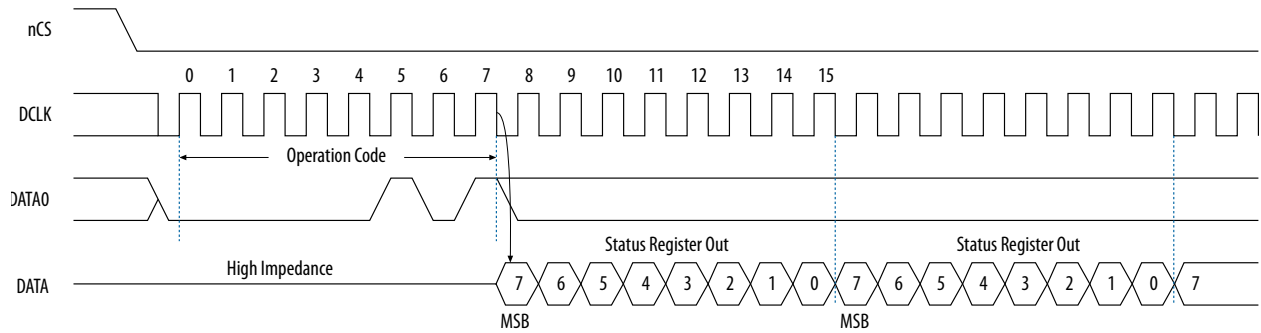 nCS
0 1 2 3 4 5 6 7 8 9 10 11 12 13 14 15
DCLK
Operation Code
DATA0
Status Register Out Status Register Out
High Impedance
DATA 7 6 5 4 3 2 1 0 7 6 5 4 3 2 1 0 7
MSB MSB